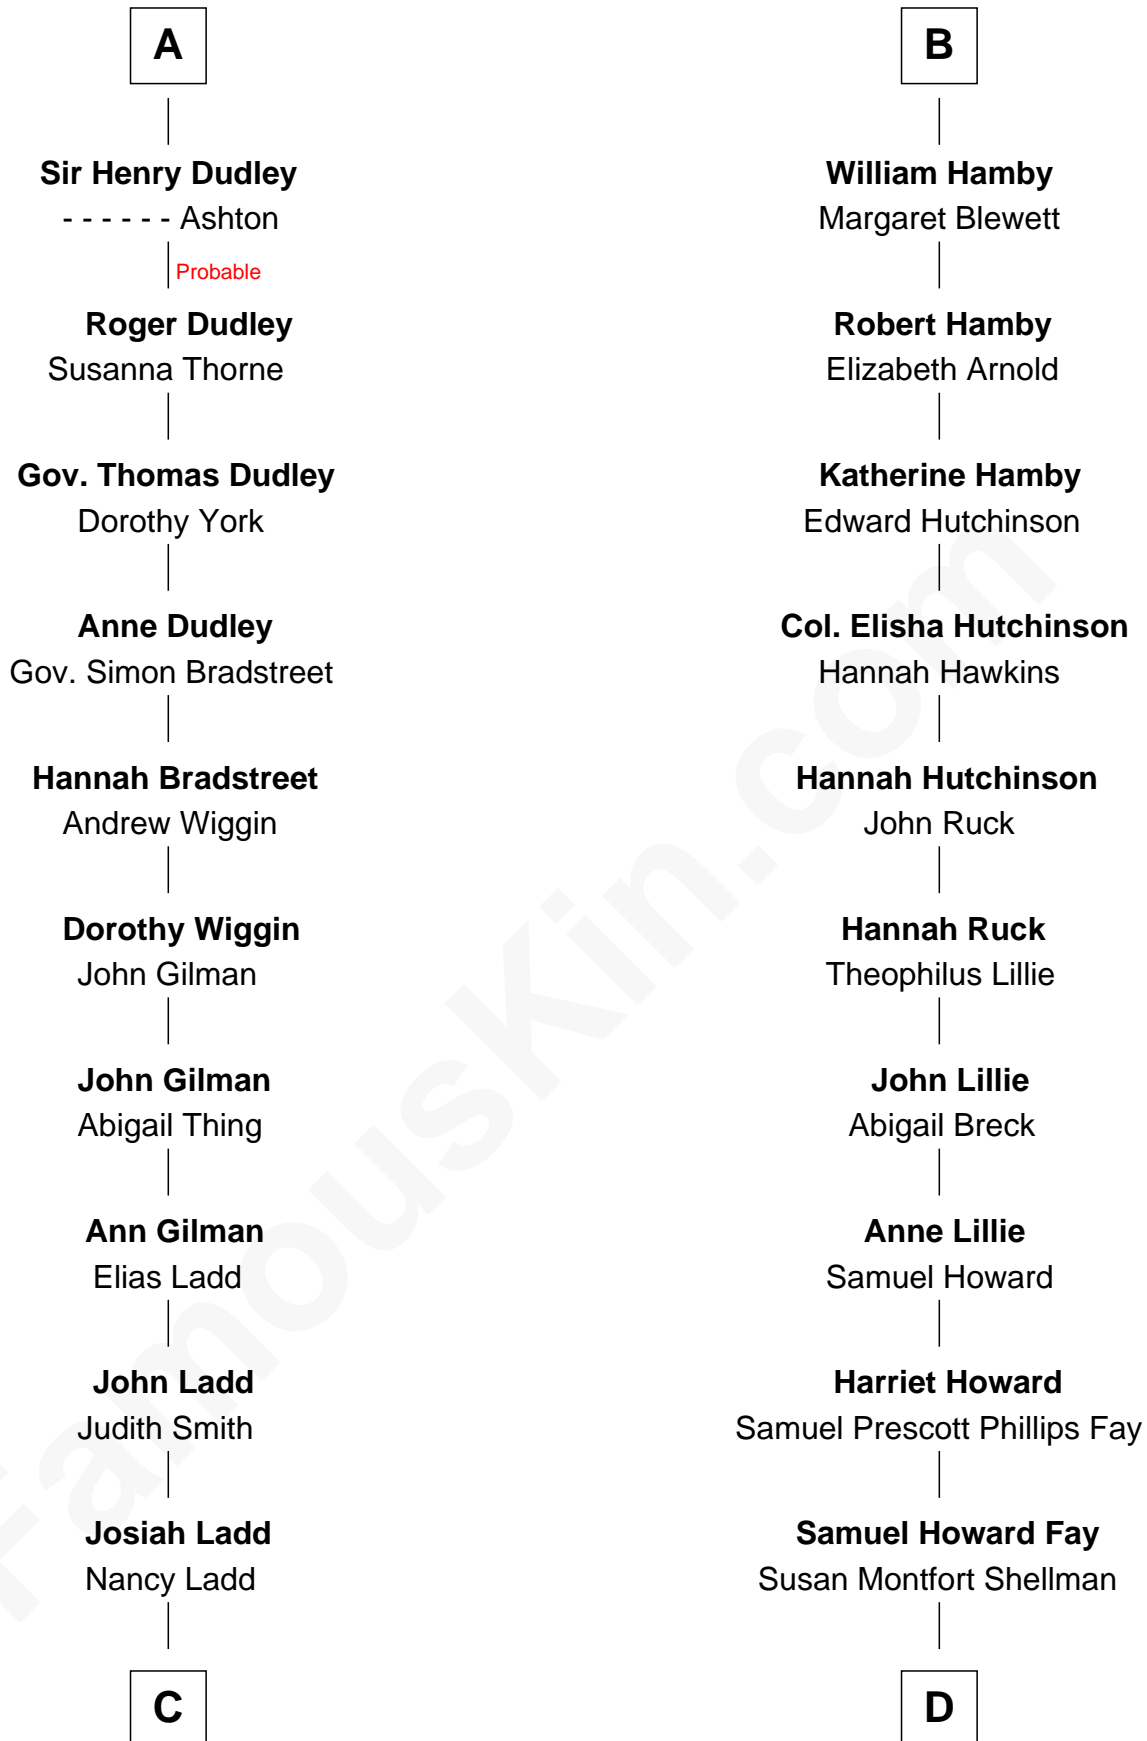 A
Sir Henry Dudley
- - - - - - Ashton
Probable
Roger Dudley
Susanna Thorne
Gov. Thomas Dudley
Dorothy York
Anne Dudley
Gov. Simon Bradstreet
Hannah Bradstreet
Andrew Wiggin
Dorothy Wiggin
John Gilman
John Gilman
Abigail Thing
Ann Gilman
Elias Ladd
John Ladd
Judith Smith
Josiah Ladd
Nancy Ladd
C
B
William Hamby
Margaret Blewett
Robert Hamby
Elizabeth Arnold
Katherine Hamby
Edward Hutchinson
Col. Elisha Hutchinson
Hannah Hawkins
Hannah Hutchinson
John Ruck
Hannah Ruck
Theophilus Lillie
John Lillie
Abigail Breck
Anne Lillie
Samuel Howard
Harriet Howard
Samuel Prescott Phillips Fay
Samuel Howard Fay
Susan Montfort Shellman
D
FamousKin.com